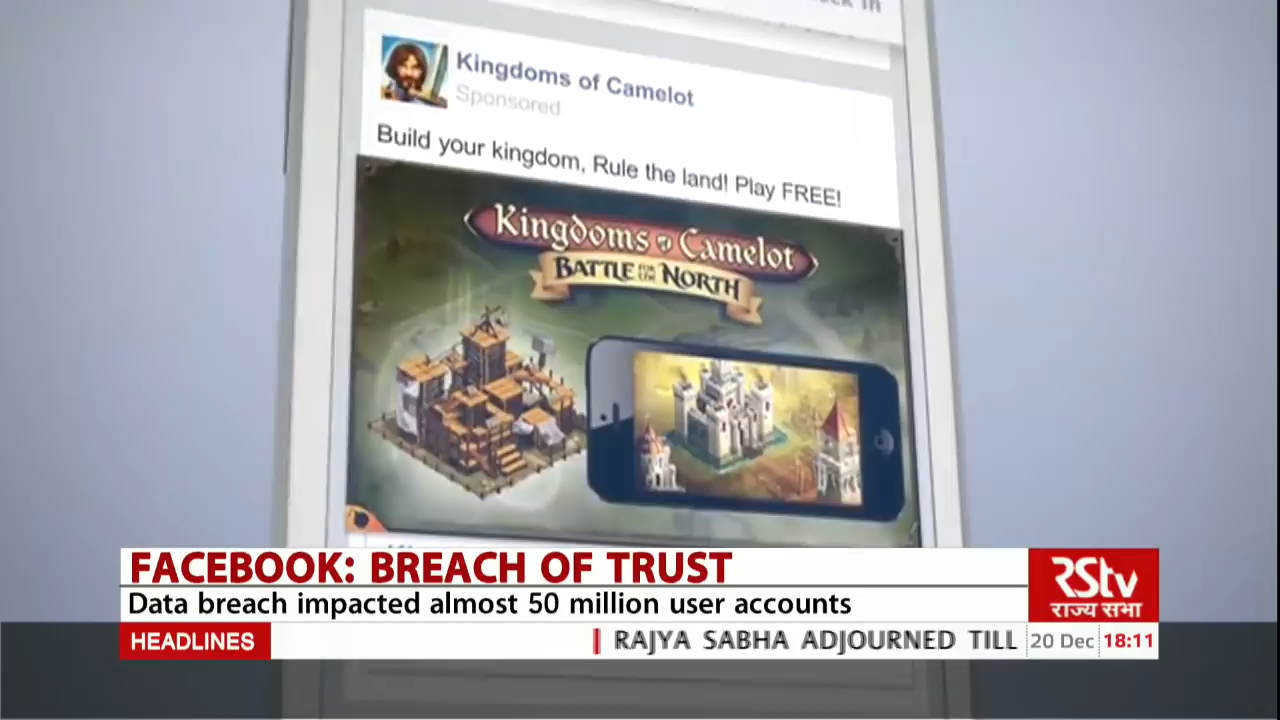 Kingdoms of Camelot
Sponsored
Build your kingdom, Rule the land! Play FREE!
Kingdoms of Camelot
BATTLE FOR THE NORTH
FACEBOOK: BREACH OF TRUST
Data breach impacted almost 50 million user accounts
RSTV
राज्य सभा
HEADLINES
RAJYA SABHA ADJOURNED TILL
20 Dec 18:11